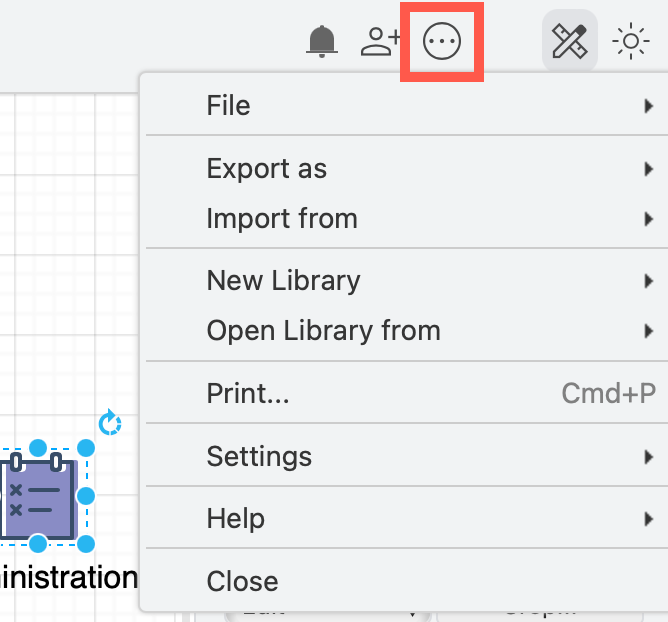 File
Export as
Import from
New Library
Open Library from
Print... Cmd+P
Settings
Help
inistration
Close